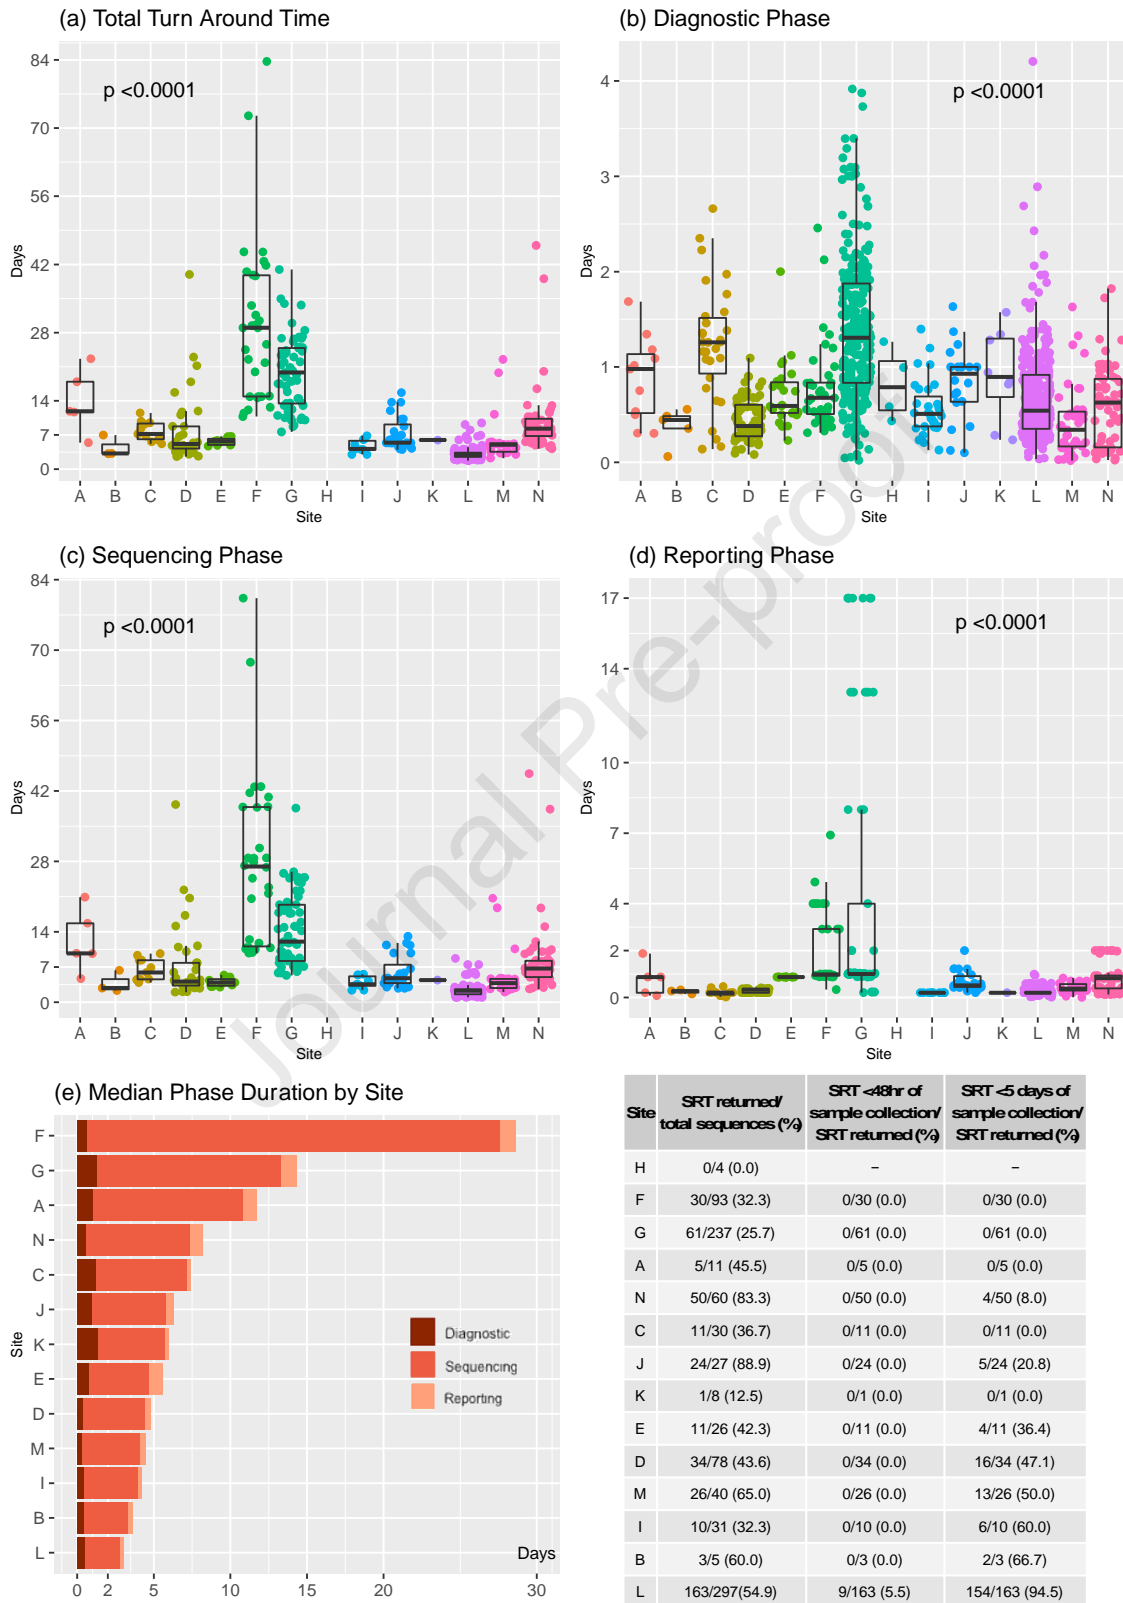 (a) Total Turn Around Time
84
70
56
42
28
14
7
0
Days
p <0.0001
A B C D E F G H I J K L M N
Site
(b) Diagnostic Phase
4
3
2
1
0
Days
p <0.0001
A B C D E F G H I J K L M N
Site
(c) Sequencing Phase
84
70
56
42
28
14
7
0
Days
p <0.0001
A B C D E F G H I J K L M N
Site
(d) Reporting Phase
17
14
10
7
4
2
0
Days
p <0.0001
A B C D E F G H I J K L M N
Site
Journal Pre-proof
(e) Median Phase Duration by Site
F
G
A
N
C
J
K
E
D
M
I
B
L
Site
Diagnostic
Sequencing
Reporting
Days
0 2 5 10 15 20 30
Site SRT returned/ total sequences (%) SRT <48hr of sample collection/ SRT returned (%) SRT <5 days of sample collection/ SRT returned (%)
H 0/4 (0.0) – –
F 30/93 (32.3) 0/30 (0.0) 0/30 (0.0)
G 61/237 (25.7) 0/61 (0.0) 0/61 (0.0)
A 5/11 (45.5) 0/5 (0.0) 0/5 (0.0)
N 50/60 (83.3) 0/50 (0.0) 4/50 (8.0)
C 11/30 (36.7) 0/11 (0.0) 0/11 (0.0)
J 24/27 (88.9) 0/24 (0.0) 5/24 (20.8)
K 1/8 (12.5) 0/1 (0.0) 0/1 (0.0)
E 11/26 (42.3) 0/11 (0.0) 4/11 (36.4)
D 34/78 (43.6) 0/34 (0.0) 16/34 (47.1)
M 26/40 (65.0) 0/26 (0.0) 13/26 (50.0)
I 10/31 (32.3) 0/10 (0.0) 6/10 (60.0)
B 3/5 (60.0) 0/3 (0.0) 2/3 (66.7)
L 163/297(54.9) 9/163 (5.5) 154/163 (94.5)